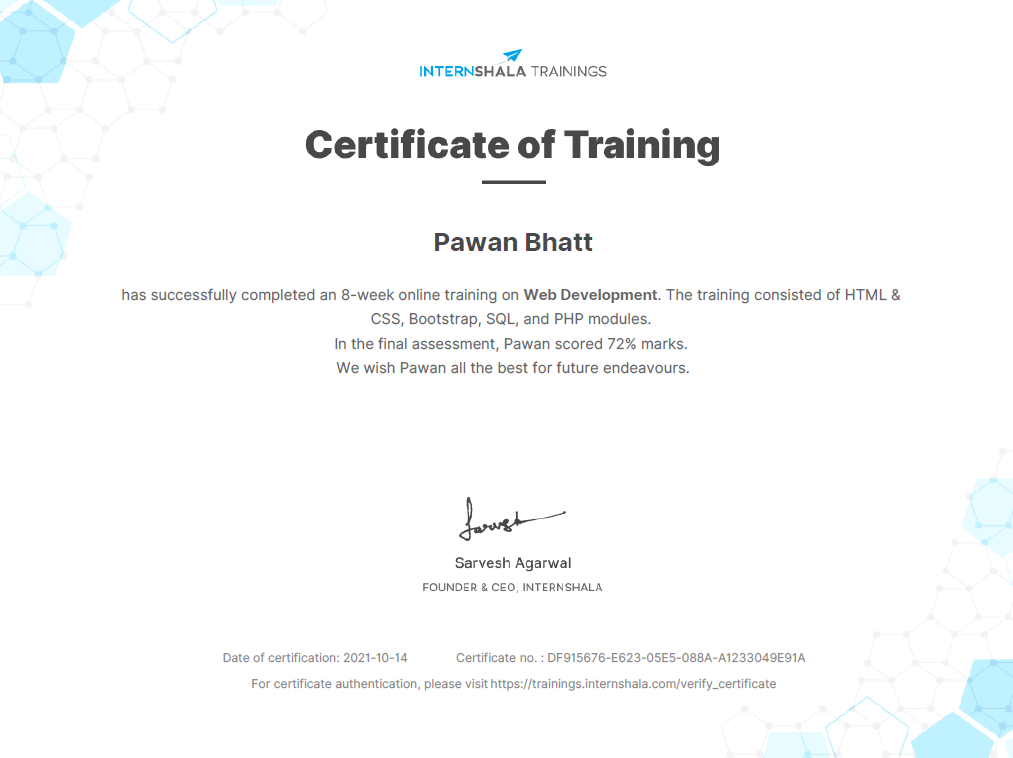 INTERNSHALA TRAININGS
Certificate of Training
Pawan Bhatt
has successfully completed an 8-week online training on Web Development. The training consisted of HTML &
CSS, Bootstrap, SQL, and PHP modules.
In the final assessment, Pawan scored 72% marks.
We wish Pawan all the best for future endeavours.
Sarvesh Agarwal
FOUNDER & CEO, INTERNSHALA
Date of certification: 2021-10-14 Certificate no. : DF915676-E623-05E5-088A-A1233049E91A
For certificate authentication, please visit https://trainings.internshala.com/verify_certificate